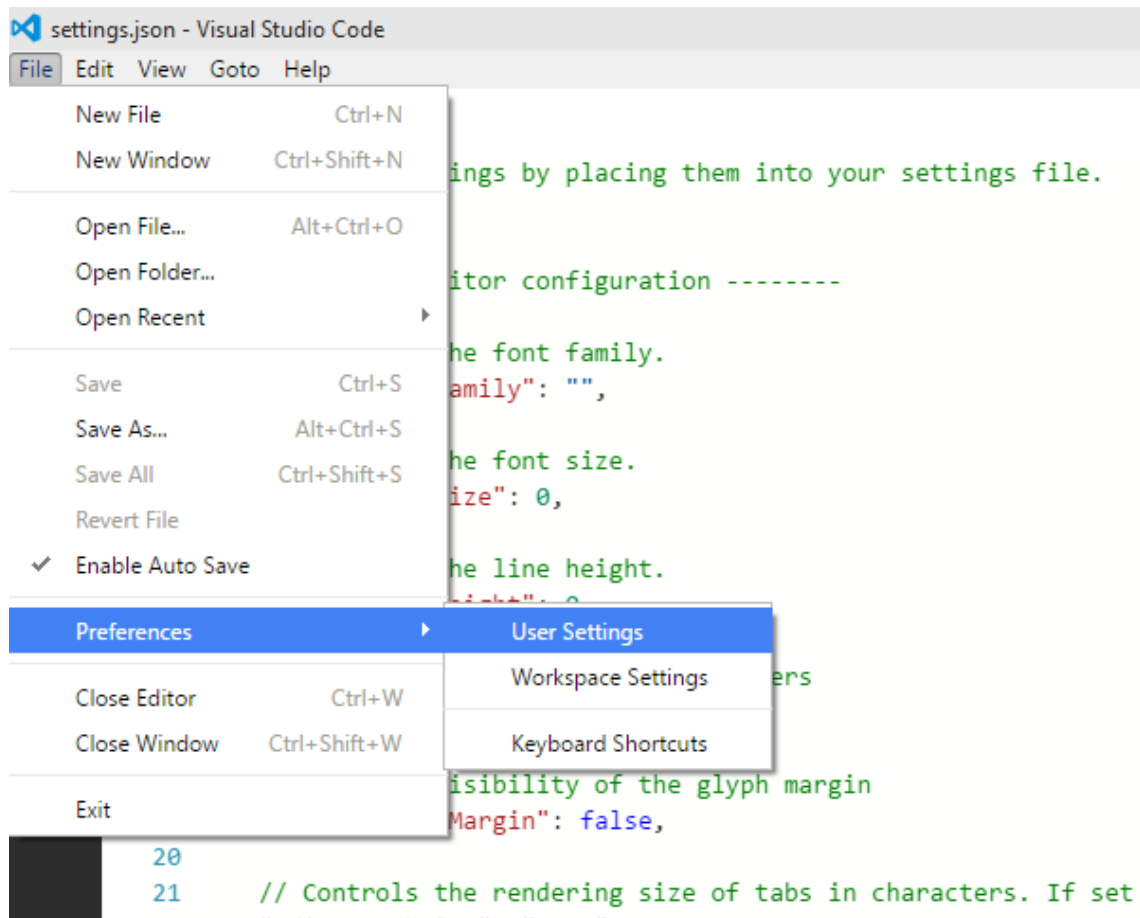 settings.json - Visual Studio Code
File Edit View Goto Help
New File Ctrl+N
New Window Ctrl+Shift+N
ings by placing them into your settings file.
Open File... Alt+Ctrl+O
Open Folder...
itor configuration --------
Open Recent
he font family.
Save Ctrl+S
amily": "",
Save As... Alt+Ctrl+S
he font size.
Save All Ctrl+Shift+S
ize": 0,
Revert File
Enable Auto Save
he line height.
Preferences
User Settings
Workspace Settings
ers
Close Editor Ctrl+W
Close Window Ctrl+Shift+W
Keyboard Shortcuts
isibility of the glyph margin
Exit
Margin": false,
20
21 // Controls the rendering size of tabs in characters. If set